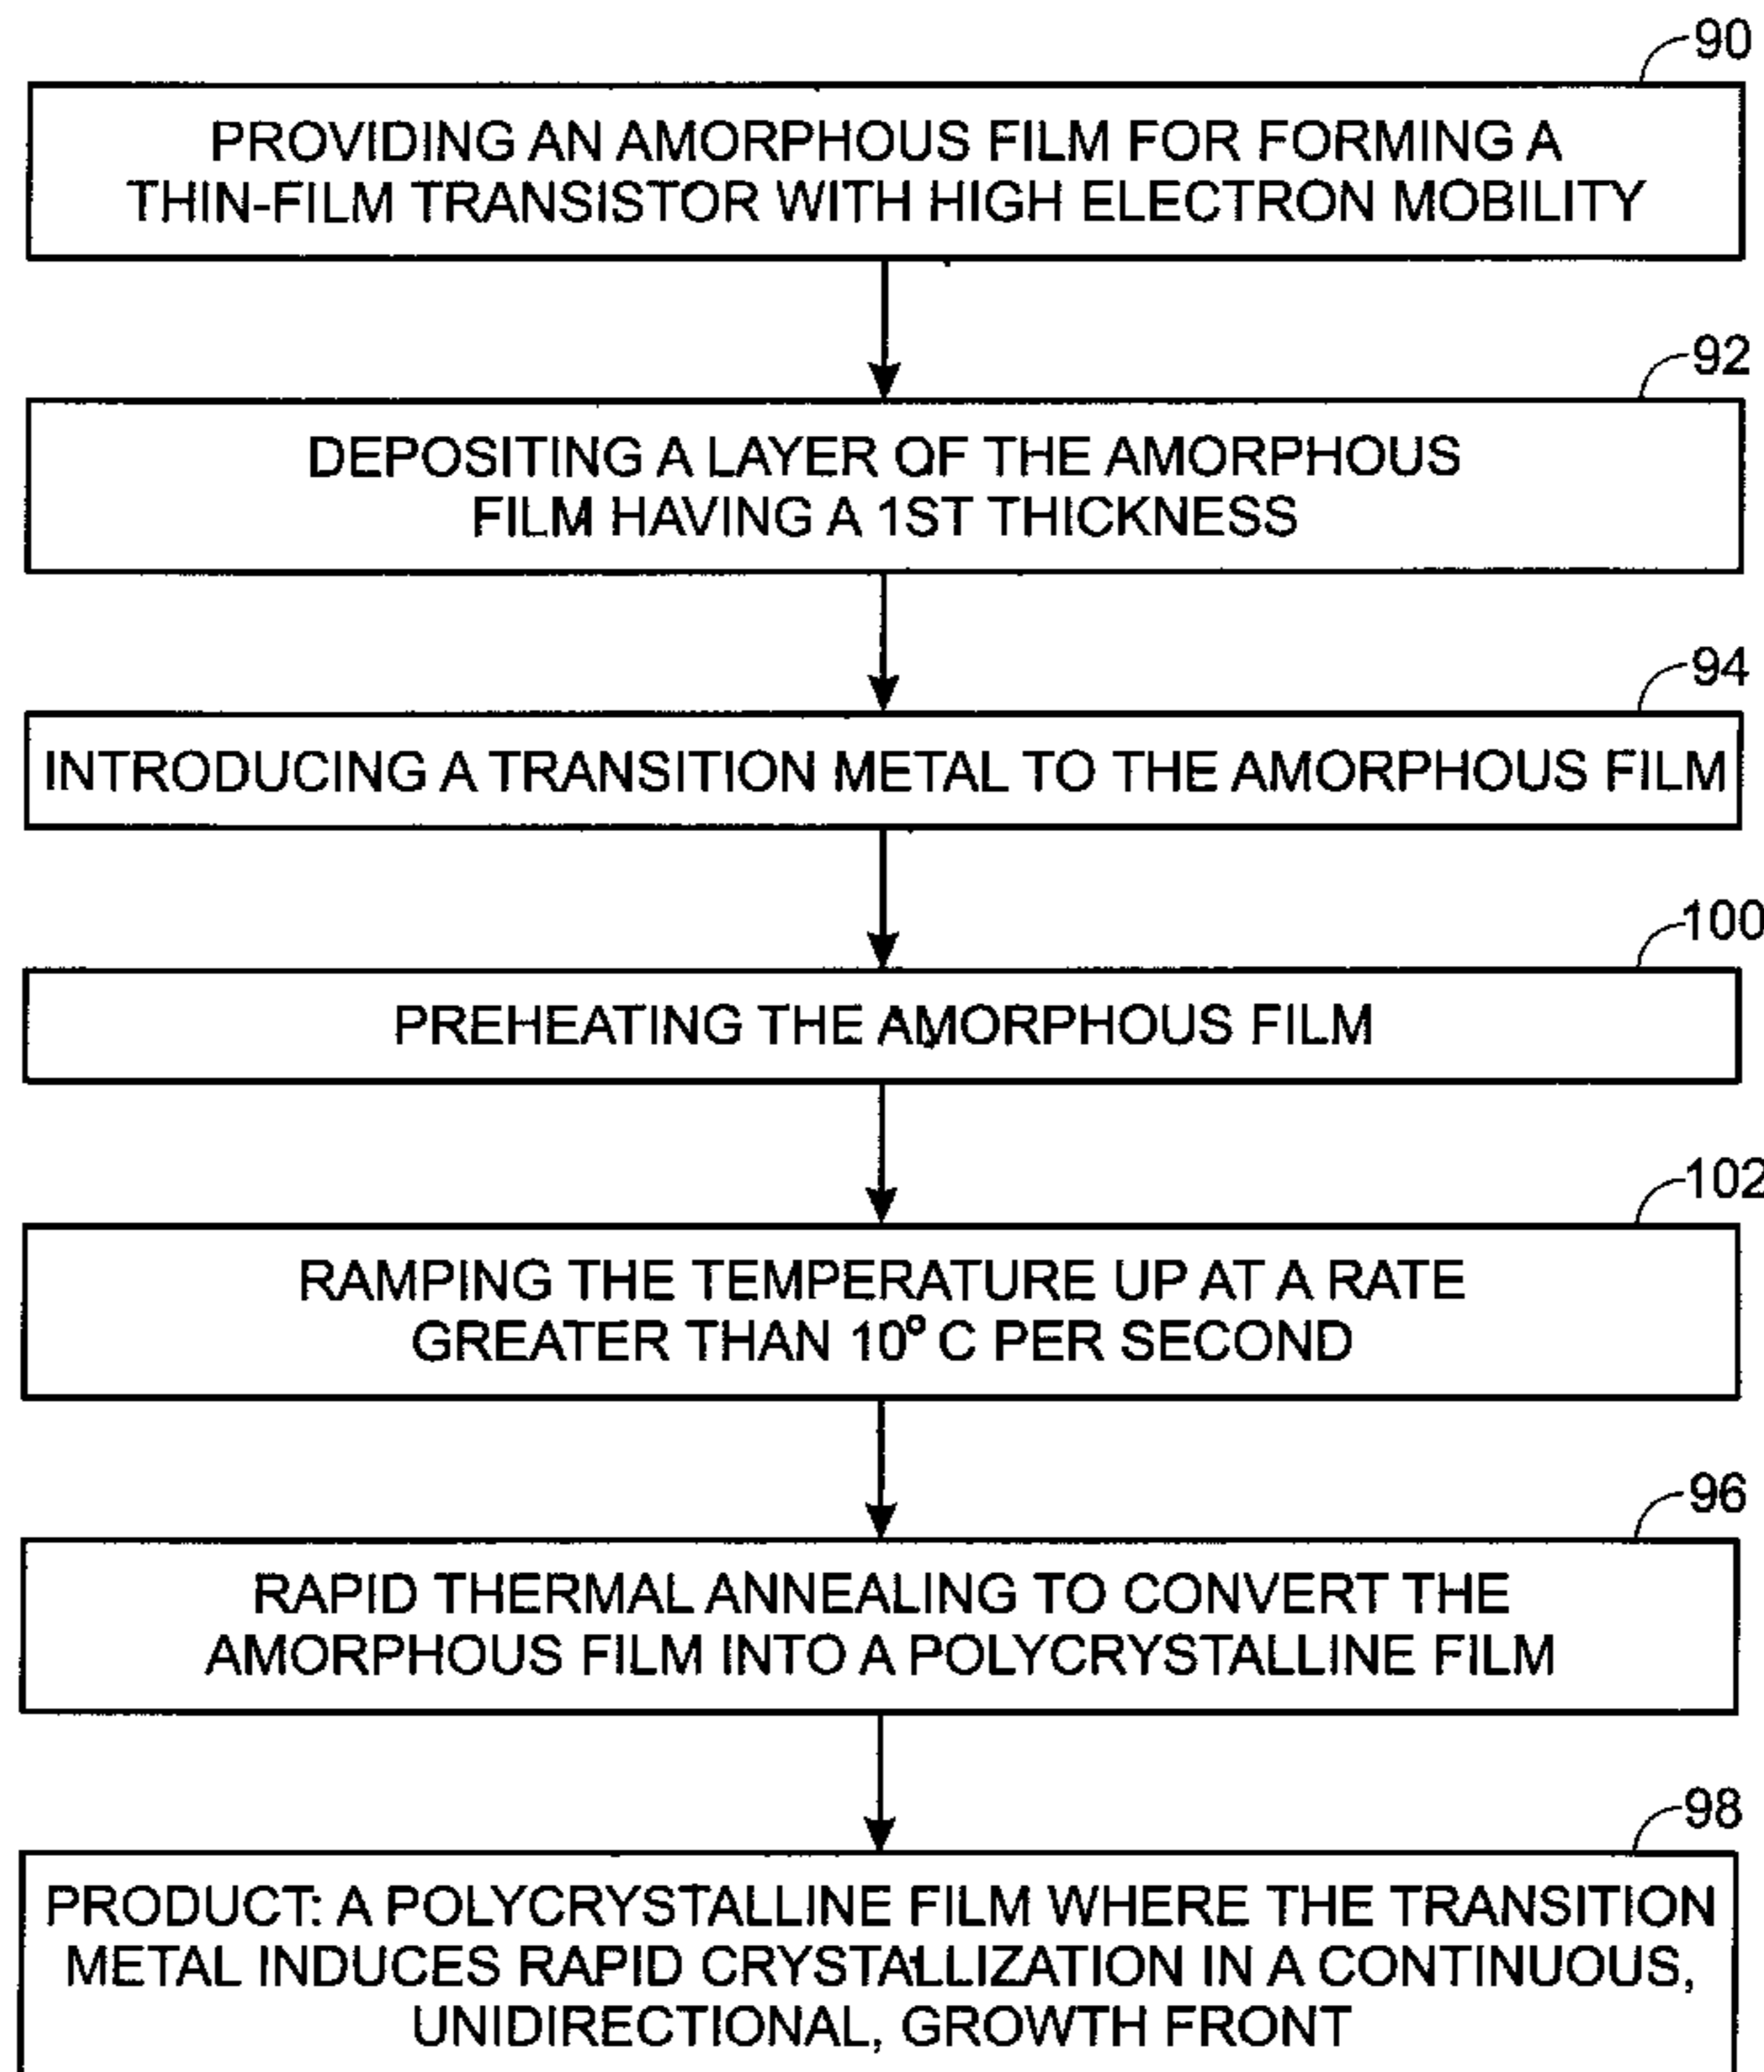 90
PROVIDING AN AMORPHOUS FILM FOR FORMING A
THIN-FILM TRANSISTOR WITH HIGH ELECTRON MOBILITY
92
DEPOSITING A LAYER OF THE AMORPHOUS
FILM HAVING A 1ST THICKNESS
94
INTRODUCING A TRANSITION METAL TO THE AMORPHOUS FILM
100
PREHEATING THE AMORPHOUS FILM
102
RAMPING THE TEMPERATURE UP AT A RATE
GREATER THAN 10° C PER SECOND
96
RAPID THERMAL ANNEALING TO CONVERT THE
AMORPHOUS FILM INTO A POLYCRYSTALLINE FILM
98
PRODUCT: A POLYCRYSTALLINE FILM WHERE THE TRANSITION
METAL INDUCES RAPID CRYSTALLIZATION IN A CONTINUOUS,
UNIDIRECTIONAL, GROWTH FRONT